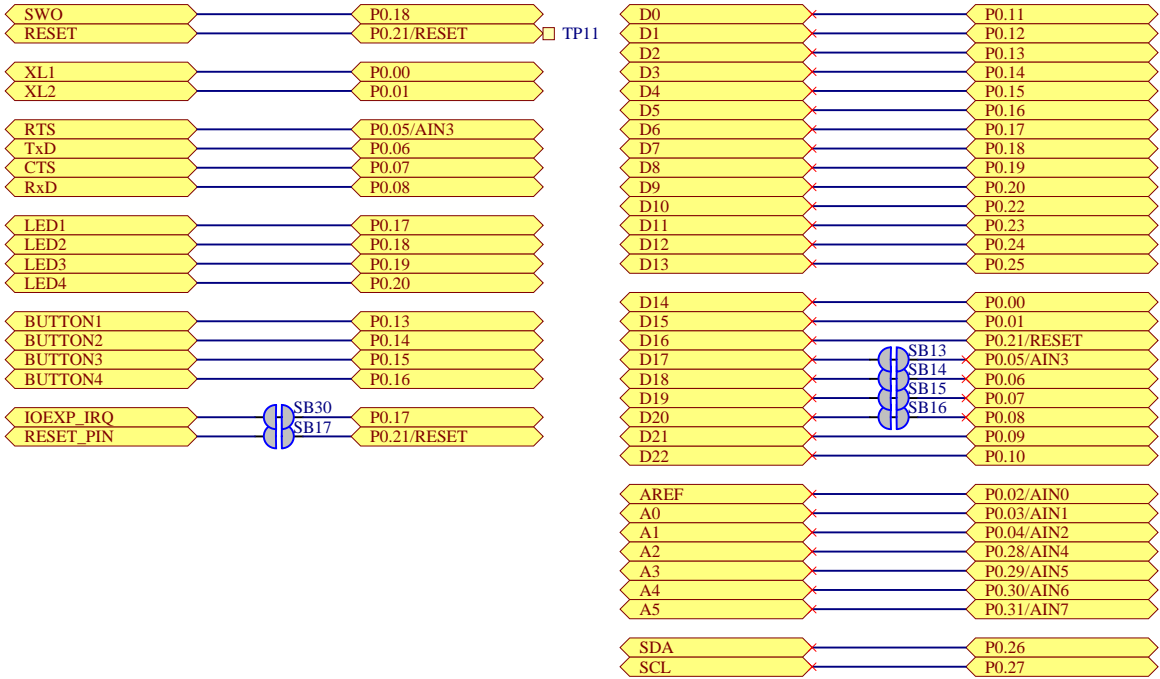 SWO P0.18
RESET P0.21/RESET TP11
XL1 P0.00
XL2 P0.01
RTS P0.05/AIN3
TxD P0.06
CTS P0.07
RxD P0.08
LED1 P0.17
LED2 P0.18
LED3 P0.19
LED4 P0.20
BUTTON1 P0.13
BUTTON2 P0.14
BUTTON3 P0.15
BUTTON4 P0.16
IOEXP_IRQ SB30 P0.17
RESET_PIN SB17 P0.21/RESET
D0 P0.11
D1 P0.12
D2 P0.13
D3 P0.14
D4 P0.15
D5 P0.16
D6 P0.17
D7 P0.18
D8 P0.19
D9 P0.20
D10 P0.22
D11 P0.23
D12 P0.24
D13 P0.25
D14 P0.00
D15 P0.01
D16 P0.21/RESET
D17 SB13 P0.05/AIN3
D18 SB14 P0.06
D19 SB15 P0.07
D20 SB16 P0.08
D21 P0.09
D22 P0.10
AREF P0.02/AIN0
A0 P0.03/AIN1
A1 P0.04/AIN2
A2 P0.28/AIN4
A3 P0.29/AIN5
A4 P0.30/AIN6
A5 P0.31/AIN7
SDA P0.26
SCL P0.27